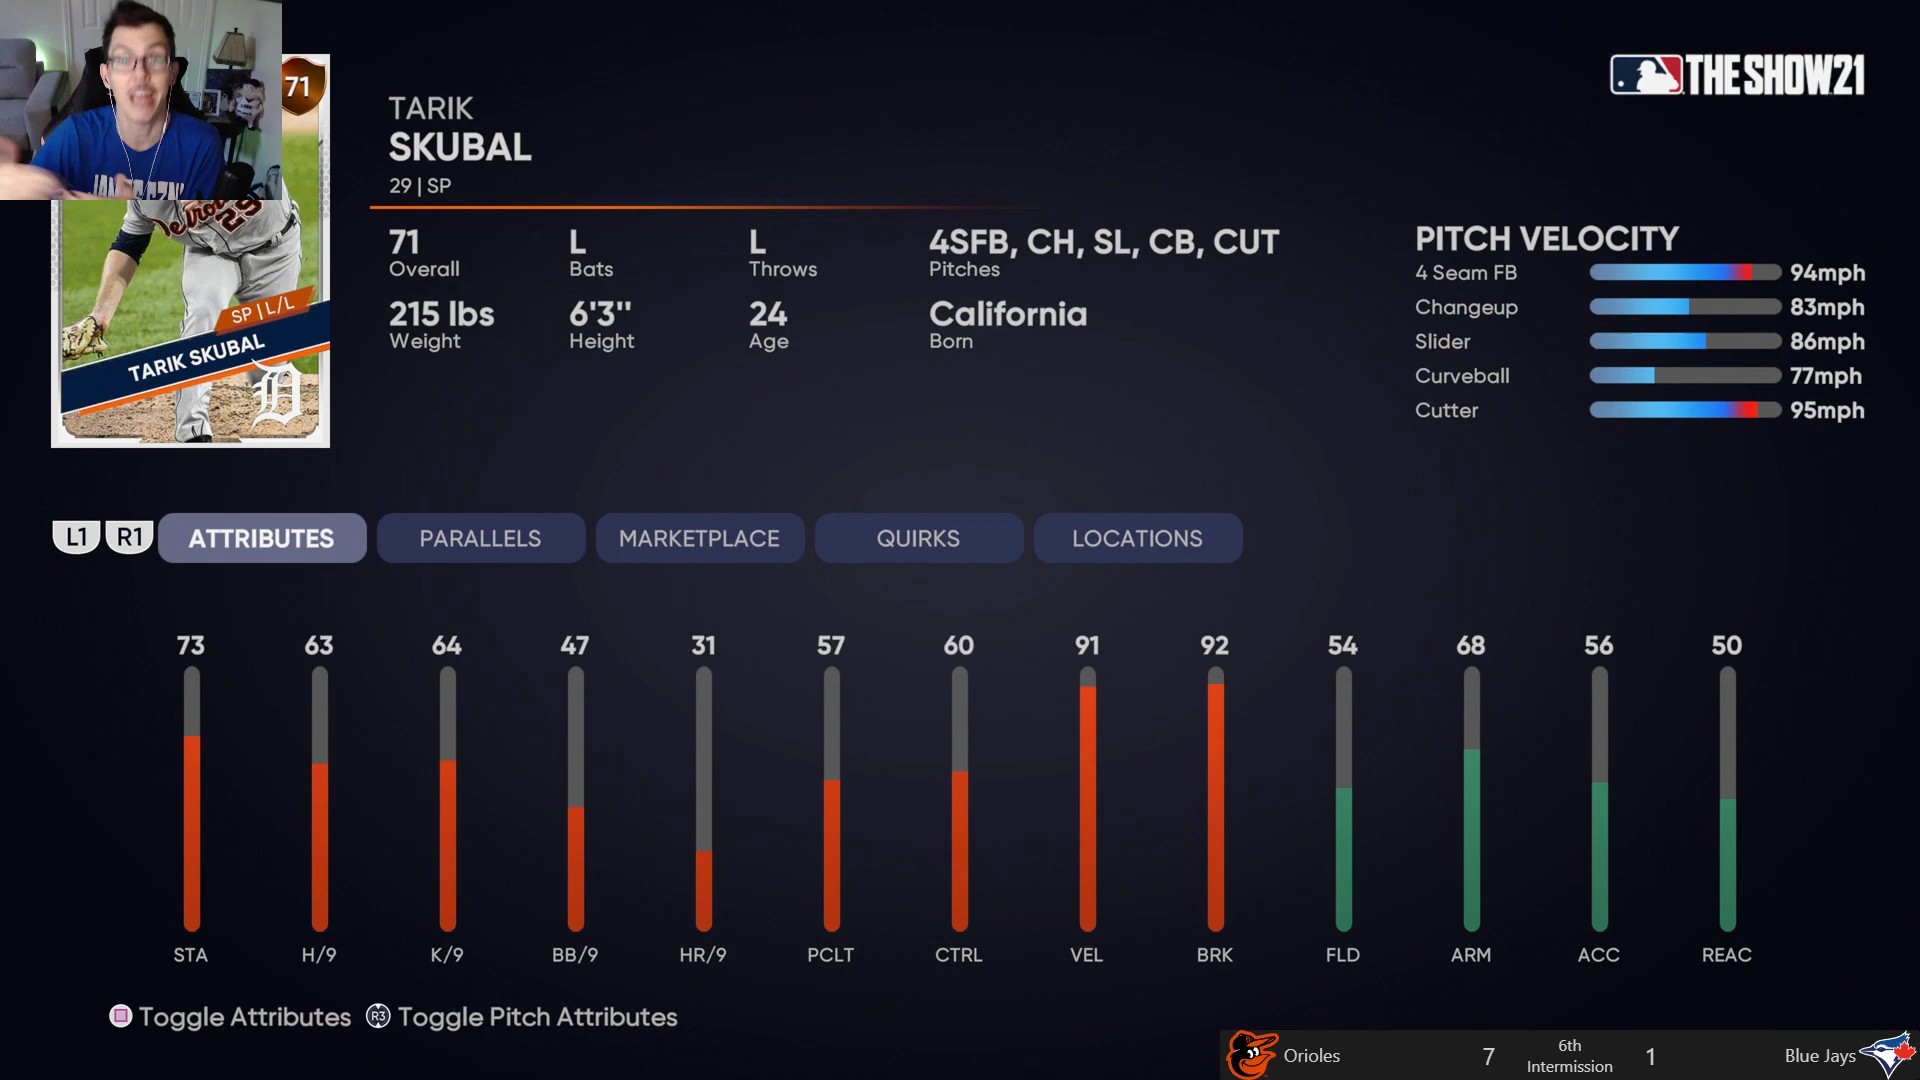 71
THE SHOW 21
TARIK
SKUBAL
29 | SP
71
Overall
L
Bats
L
Throws
4SFB, CH, SL, CB, CUT
Pitches
215 lbs
Weight
6'3"
Height
24
Age
California
Born
PITCH VELOCITY
4 Seam FB 94mph
Changeup 83mph
Slider 86mph
Curveball 77mph
Cutter 95mph
Detroit
29
SP | L/L
TARIK SKUBAL
D
L1 R1 ATTRIBUTES PARALLELS MARKETPLACE QUIRKS LOCATIONS
73 63 64 47 31 57 60 91 92 54 68 56 50
STA H/9 K/9 BB/9 HR/9 PCLT CTRL VEL BRK FLD ARM ACC REAC
Toggle Attributes R3 Toggle Pitch Attributes
Orioles 7 6th Intermission 1 Blue Jays